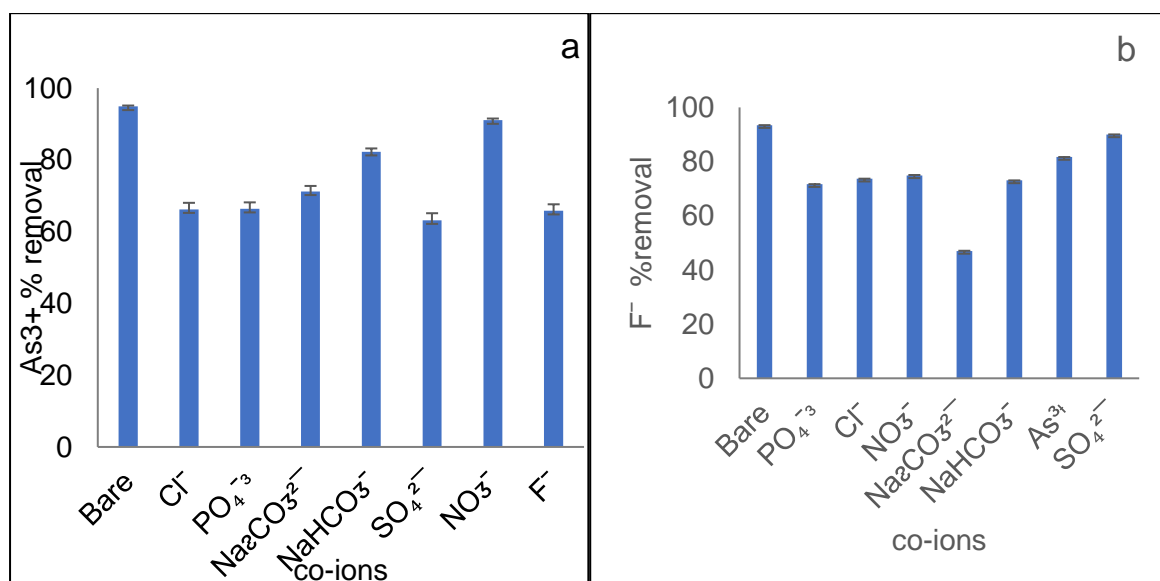 a
As3+ % removal
100
80
60
40
20
0
Bare
Cl⁻
PO₄⁻³
Na₂CO₃²⁻
NaHCO₃⁻
SO₄²⁻
NO₃⁻
F⁻
co-ions
b
F⁻ %removal
100
80
60
40
20
0
Bare
PO₄⁻³
Cl⁻
NO₃⁻
Na₂CO₃²⁻
NaHCO₃⁻
As³⁺
SO₄²⁻
co-ions